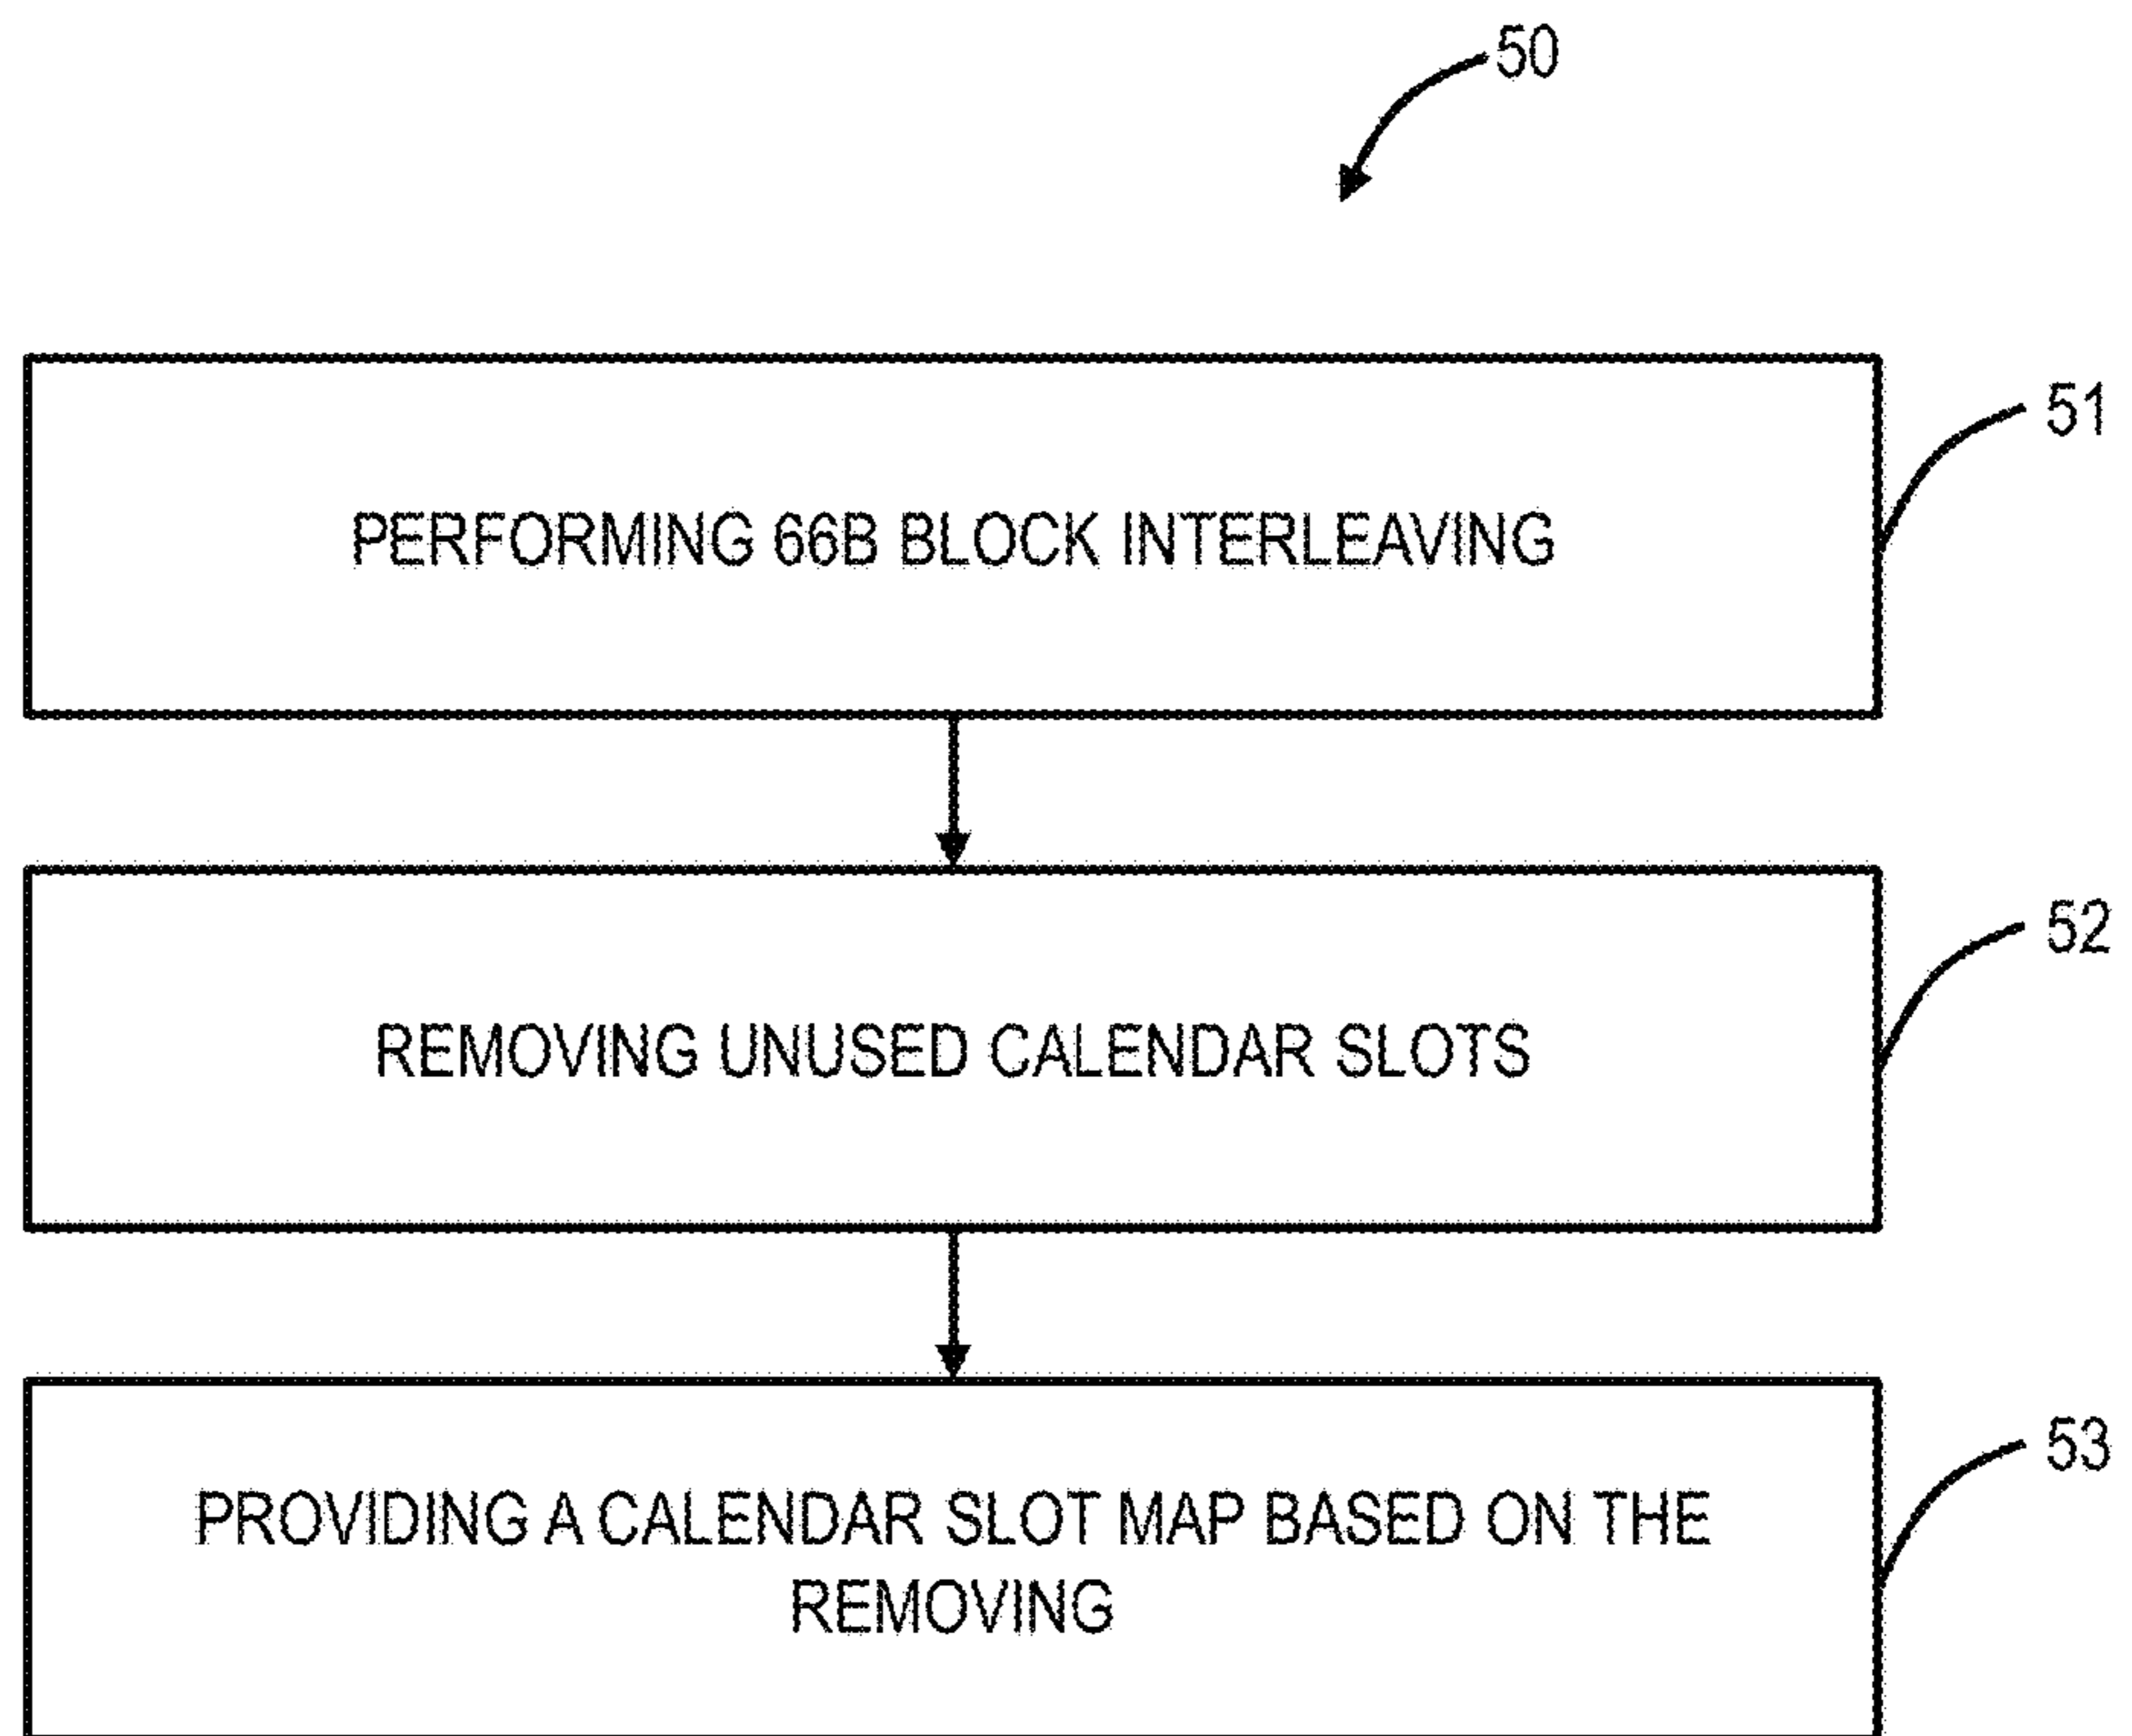 50
51
PERFORMING 66B BLOCK INTERLEAVING
52
REMOVING UNUSED CALENDAR SLOTS
53
PROVIDING A CALENDAR SLOT MAP BASED ON THE
REMOVING